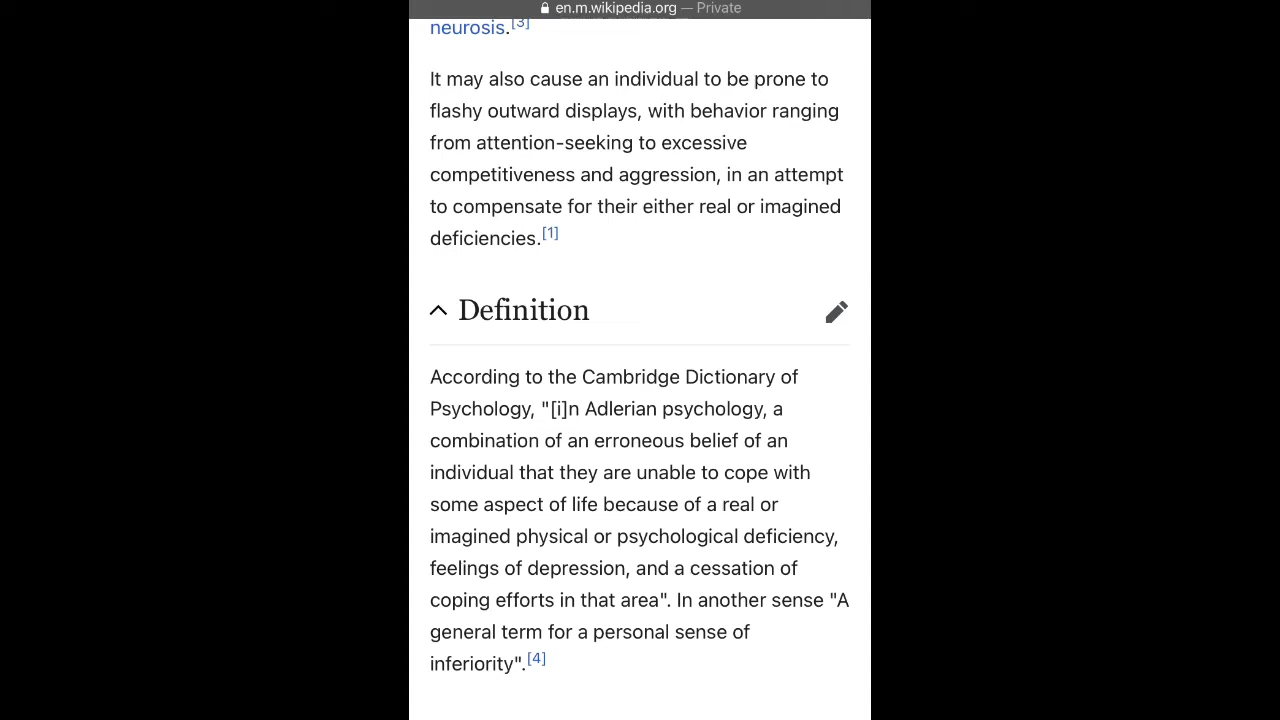 en.m.wikipedia.org — Private
neurosis.[3]
It may also cause an individual to be prone to
flashy outward displays, with behavior ranging
from attention-seeking to excessive
competitiveness and aggression, in an attempt
to compensate for their either real or imagined
deficiencies.[1]
Definition
According to the Cambridge Dictionary of
Psychology, "[i]n Adlerian psychology, a
combination of an erroneous belief of an
individual that they are unable to cope with
some aspect of life because of a real or
imagined physical or psychological deficiency,
feelings of depression, and a cessation of
coping efforts in that area". In another sense "A
general term for a personal sense of
inferiority".[4]